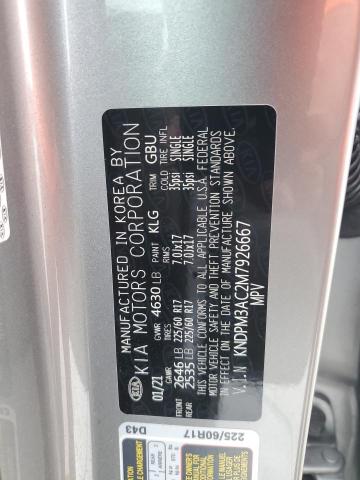 MANUFACTURED IN KOREA BY
KIA MOTORS CORPORATION
01/21 GVWR 4630 LB PAINT KLG TRIM GBU
GAWR RIMS COLD TIRE INFL
FRONT 2646 LB 225/60 R17 7.0JX17 35psi SINGLE
REAR 2535 LB 225/60 R17 7.0JX17 35psi SINGLE
THIS VEHICLE CONFORMS TO ALL APPLICABLE U.S.A. FEDERAL
MOTOR VEHICLE SAFETY AND THEFT PREVENTION STANDARDS
IN EFFECT ON THE DATE OF MANUFACTURE SHOWN ABOVE.
V.I.N KNDPM3AC2M7926667
MPV
KIA
D43
225/60R17
REAR
ARRIÈRE